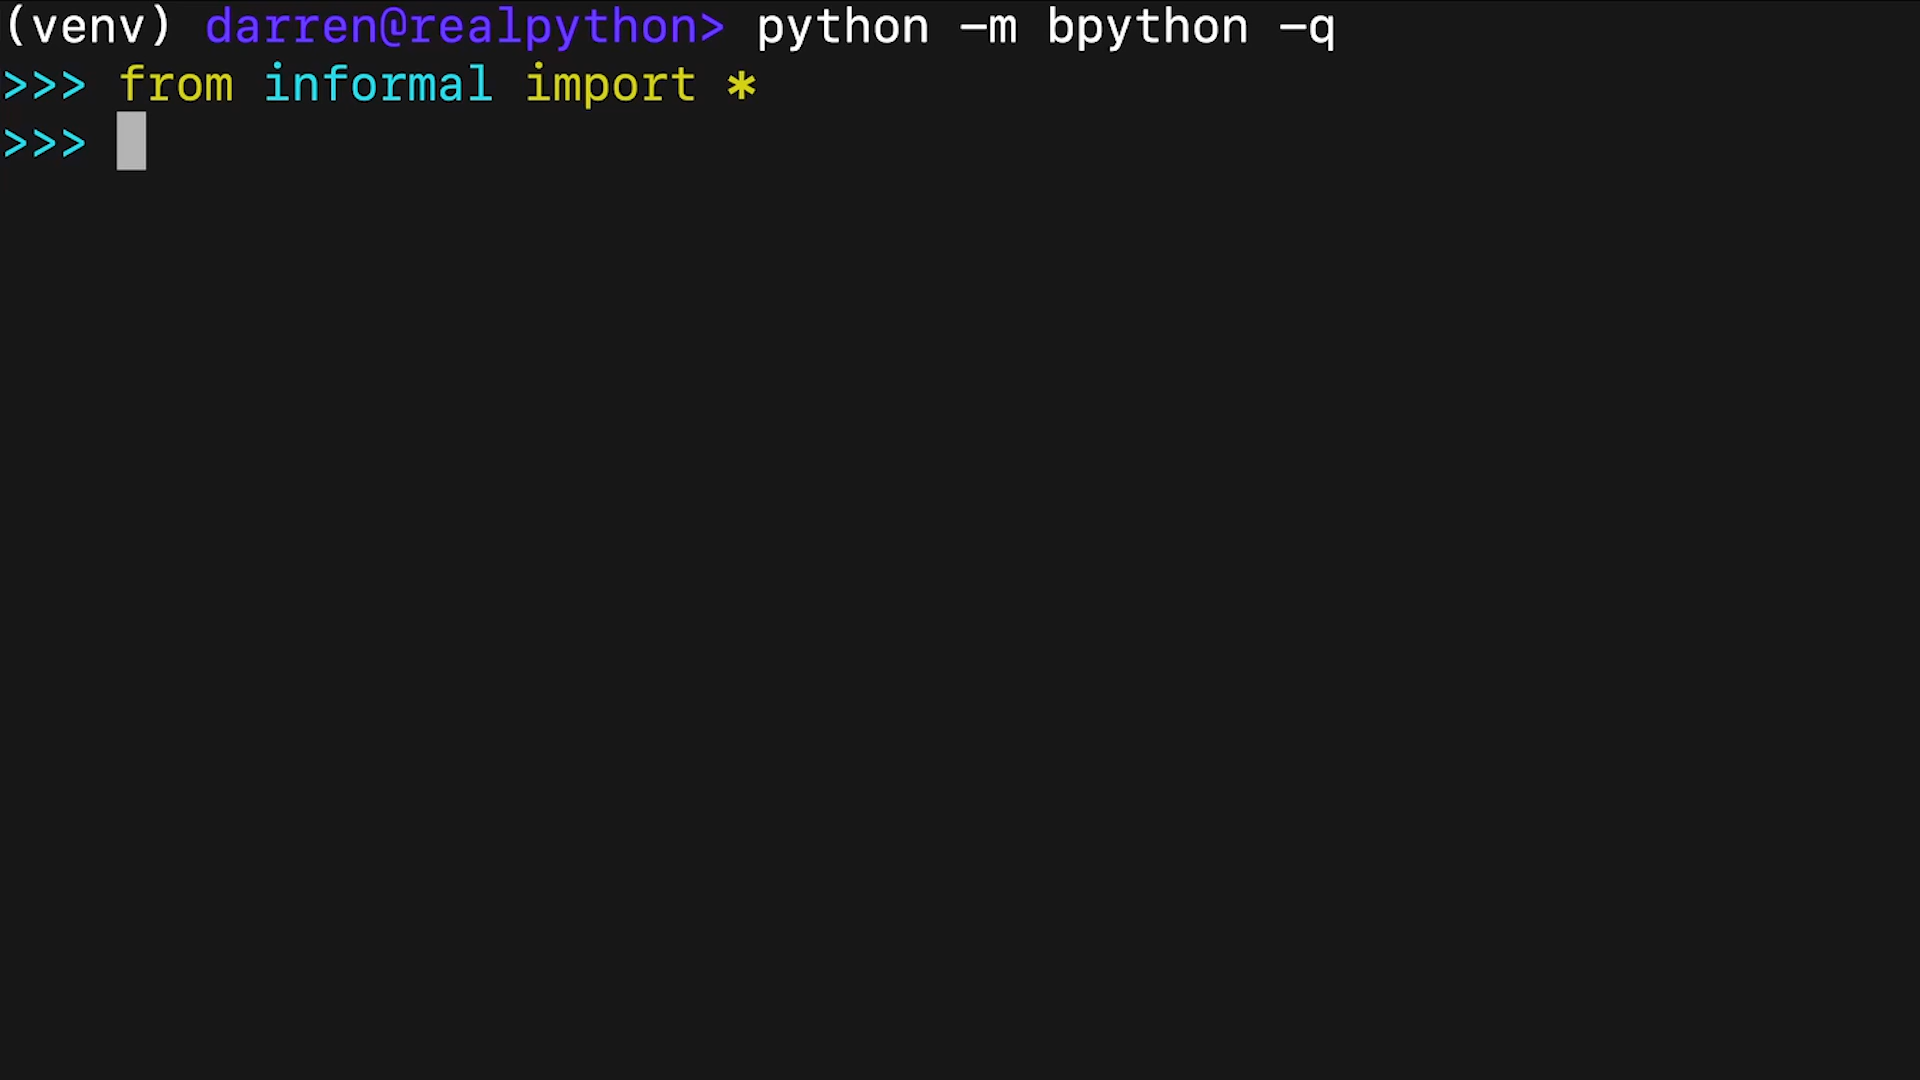 (venv) darren@realpython> python -m bpython -q
>>> from informal import *
>>>